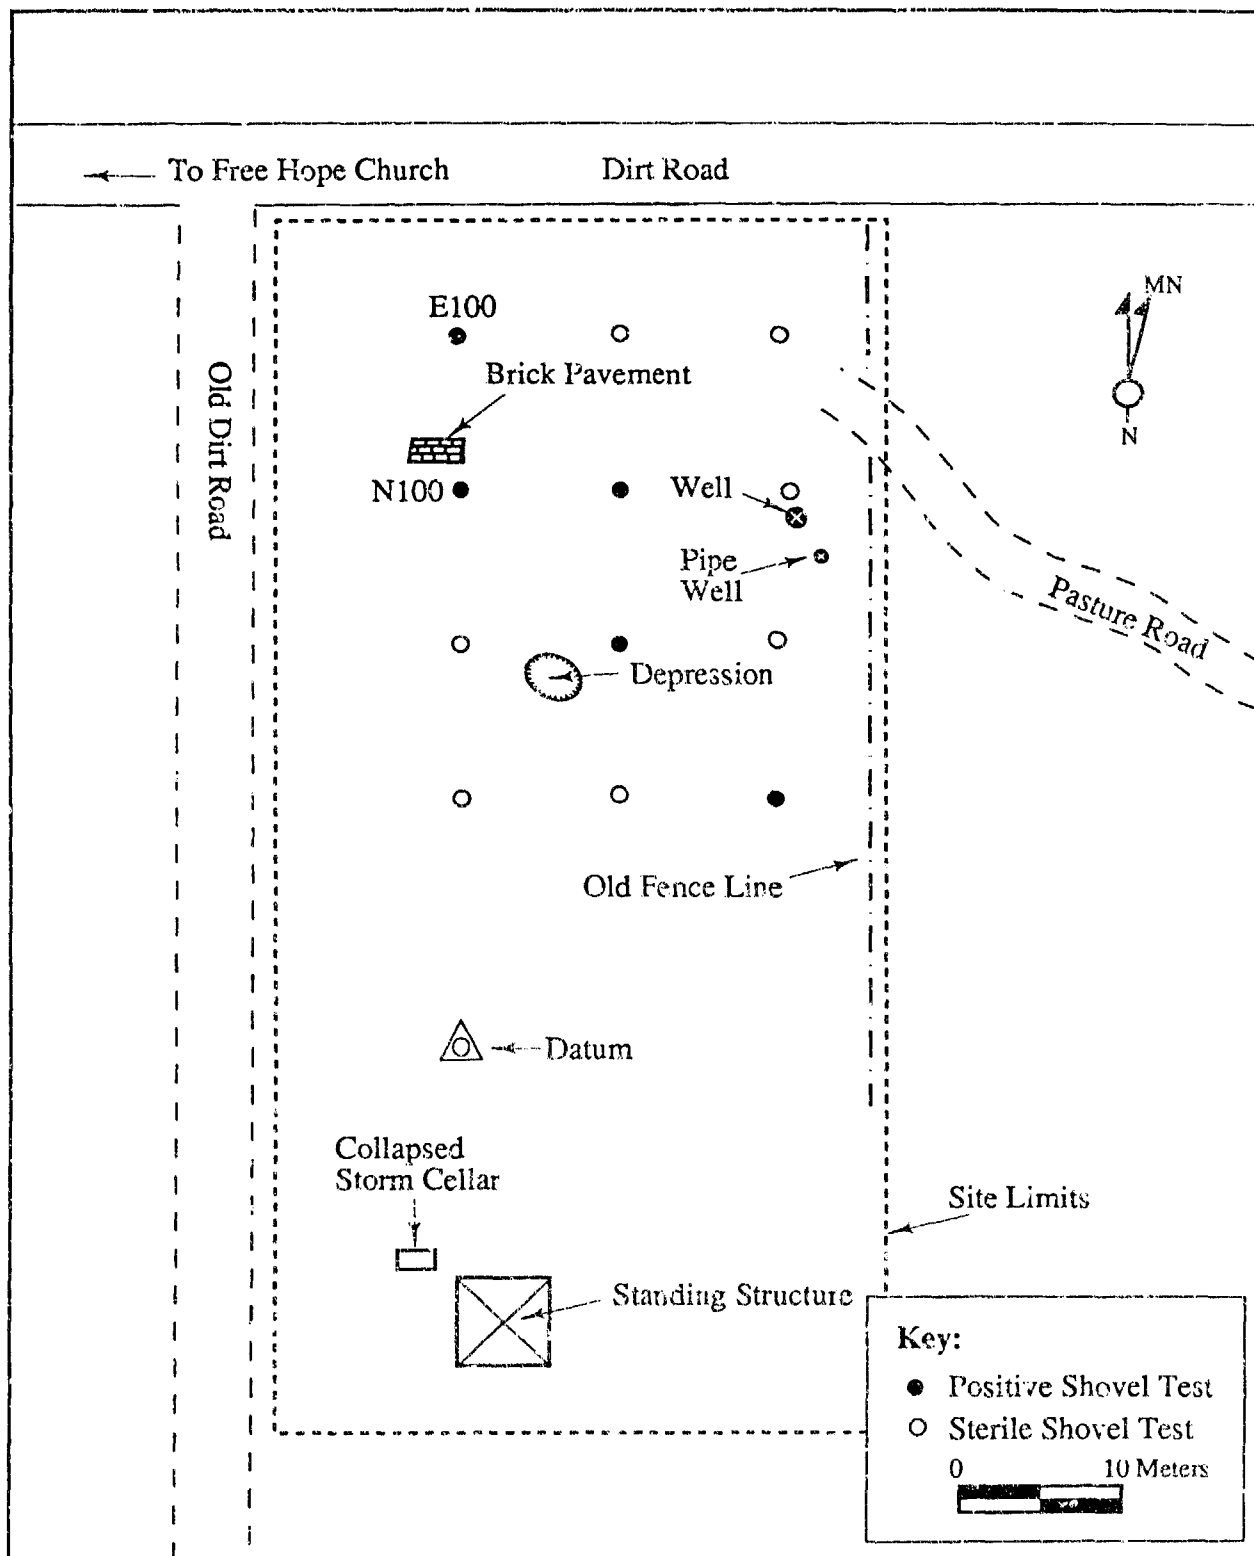 To Free Hope Church
Dirt Road
MN
N
E100
Brick Pavement
Old Dirt Road
N100
Well
Pipe
Well
Pasture Road
Depression
Old Fence Line
Datum
Collapsed
Storm Cellar
Site Limits
Standing Structure
Key:
Positive Shovel Test
Sterile Shovel Test
0 10 Meters